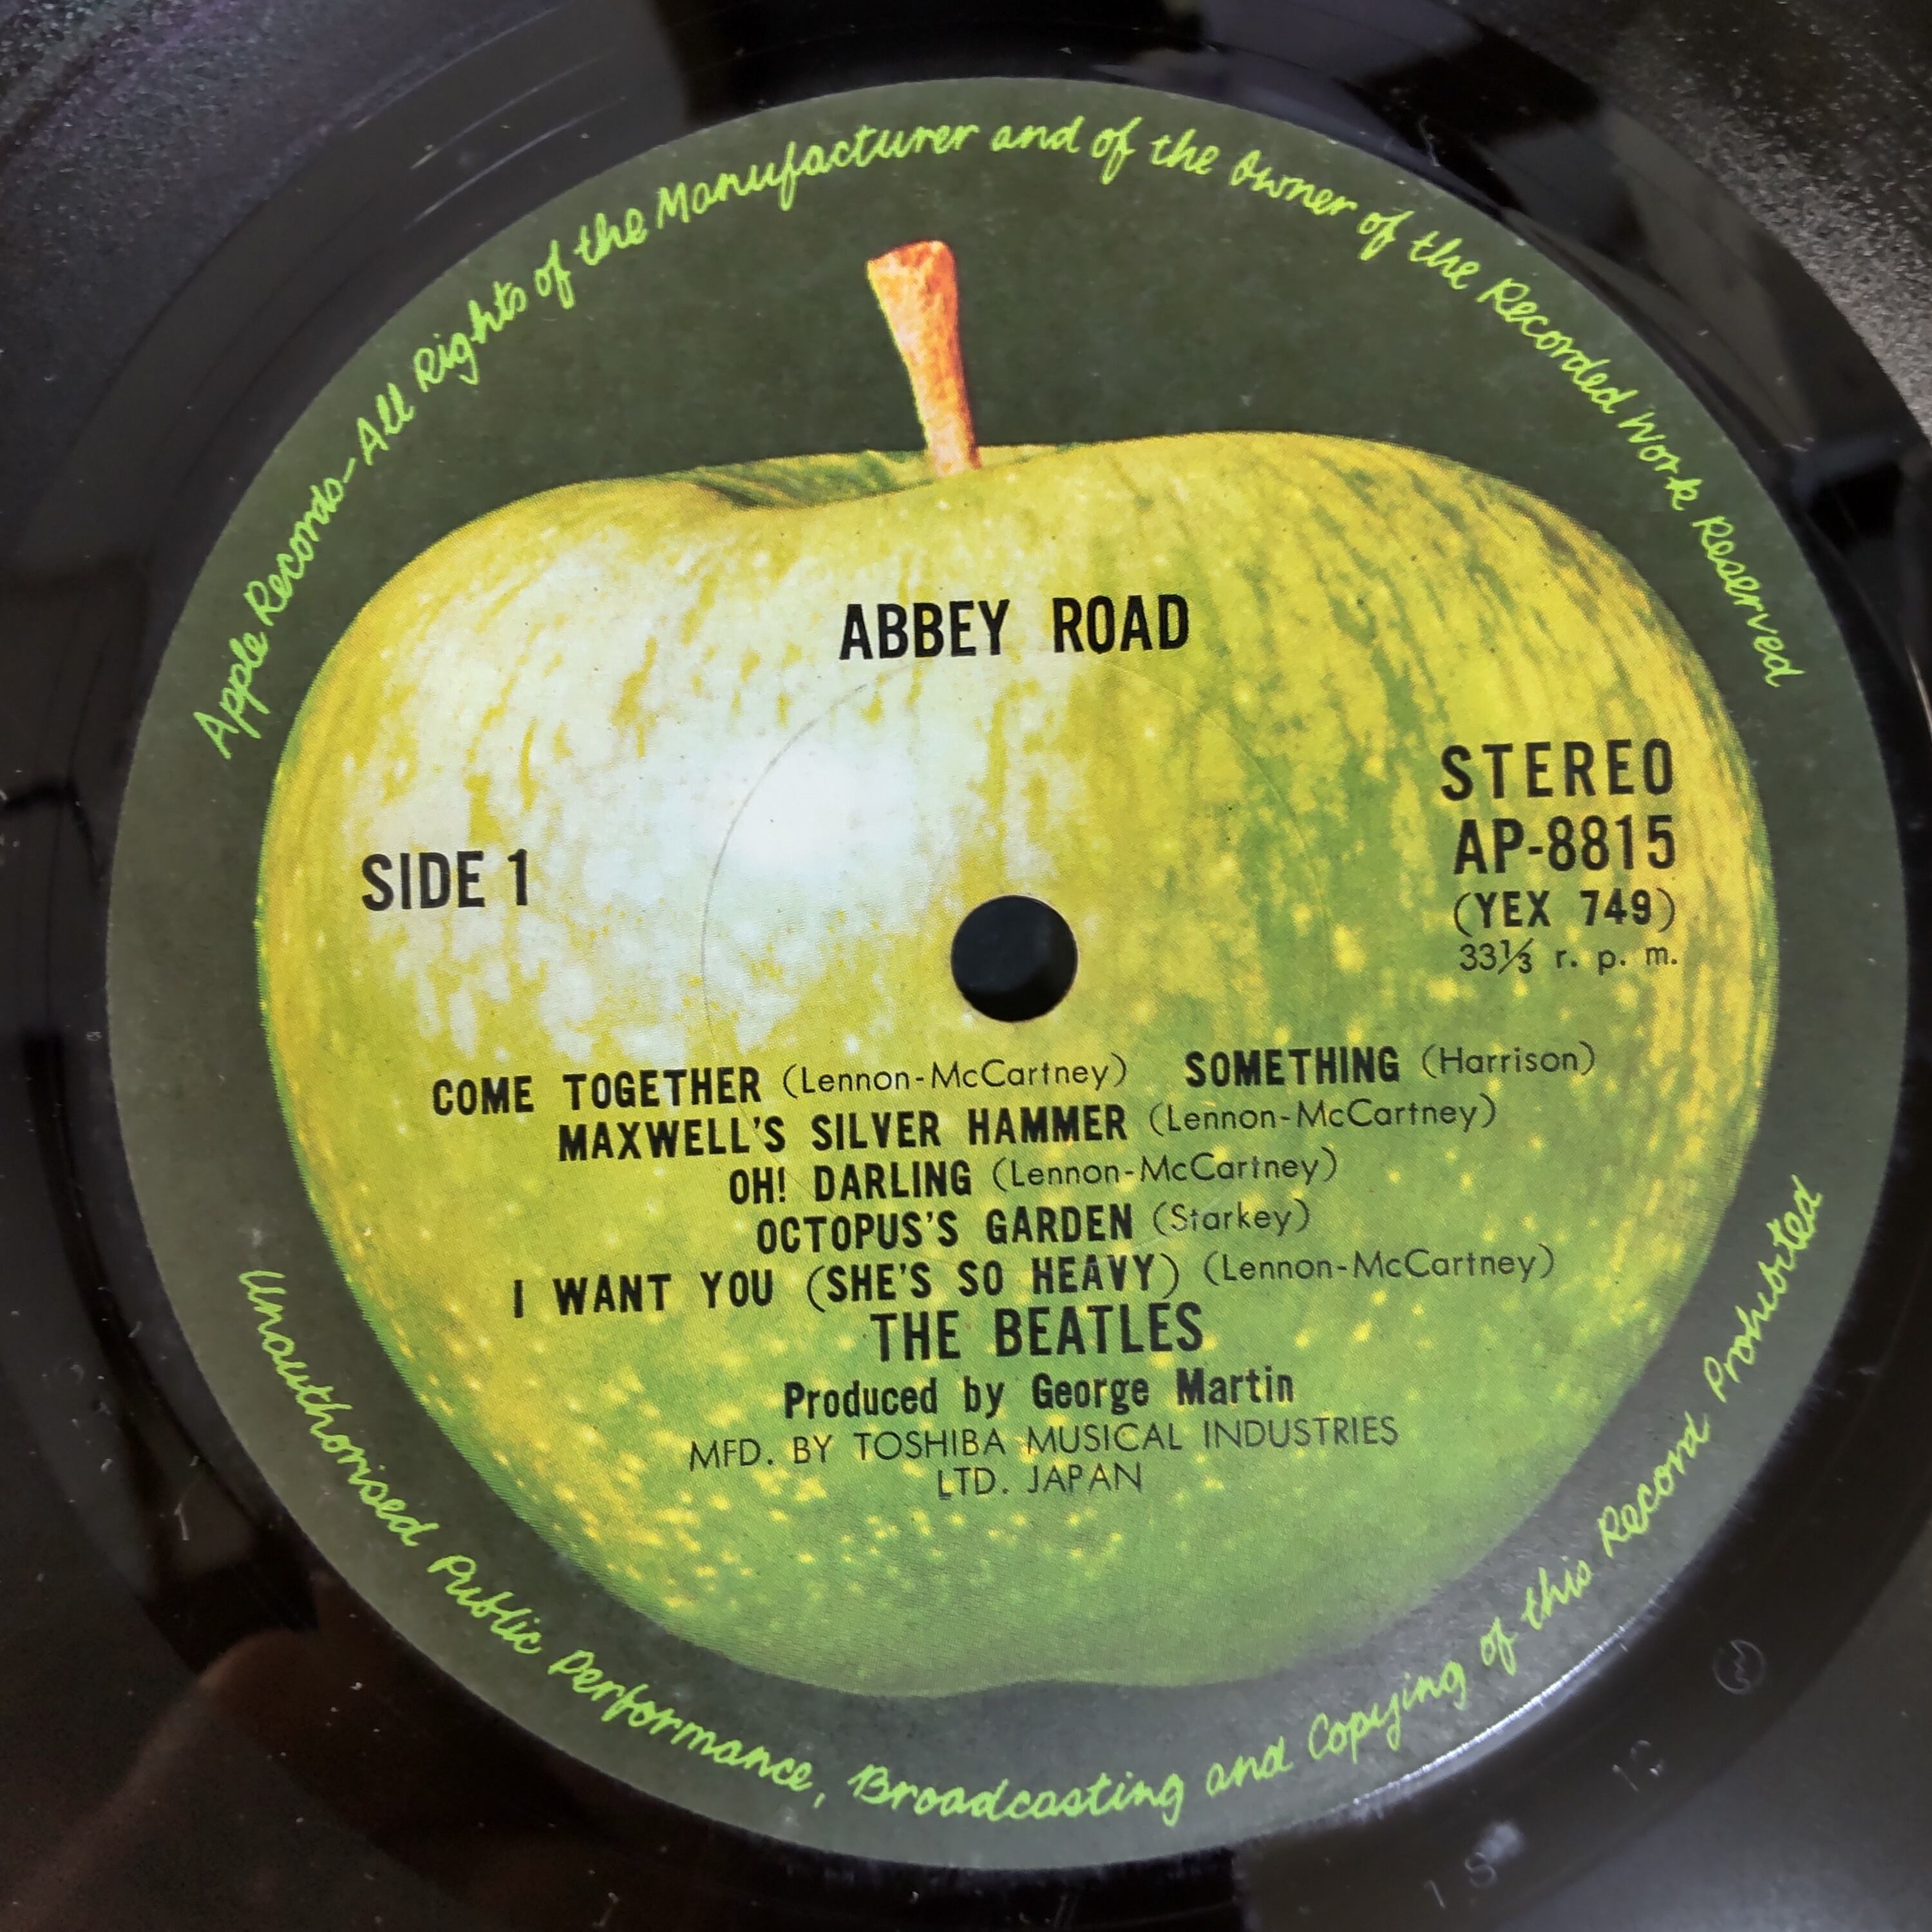 Apple Records-All Rights of the Manufacturer and of the Owner of the Recorded Work Reserved
ABBEY ROAD
STEREO
AP-8815
SIDE 1
(YEX 749)
33⅓ r. p. m.
COME TOGETHER (Lennon-McCartney) SOMETHING (Harrison)
MAXWELL'S SILVER HAMMER (Lennon-McCartney)
OH! DARLING (Lennon-McCartney)
OCTOPUS'S GARDEN (Starkey)
I WANT YOU (SHE'S SO HEAVY) (Lennon-McCartney)
THE BEATLES
Produced by George Martin
MFD. BY TOSHIBA MUSICAL INDUSTRIES
LTD. JAPAN
Unauthorised Public Performance, Broadcasting and Copying of this Record Prohibited